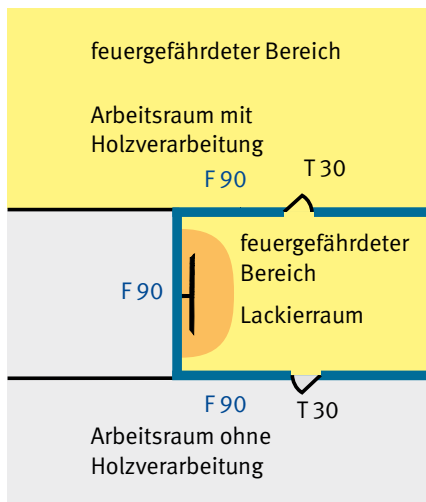 feuergefährdeter Bereich
Arbeitsraum mit
Holzverarbeitung
F 90
T 30
feuergefährdeter
Bereich
F 90
Lackierraum
F 90
T 30
Arbeitsraum ohne
Holzverarbeitung